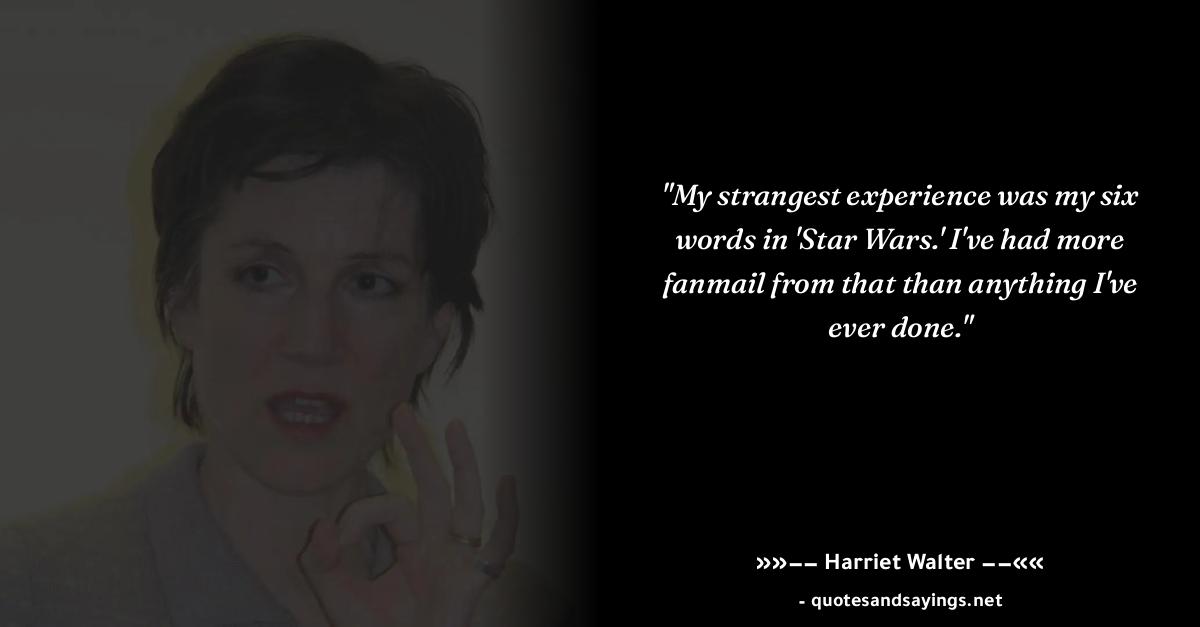 "My strangest experience was my six
words in 'Star Wars.' I've had more
fanmail from that than anything I've
ever done."
»»-- Harriet Walter --««
- quotesandsayings.net